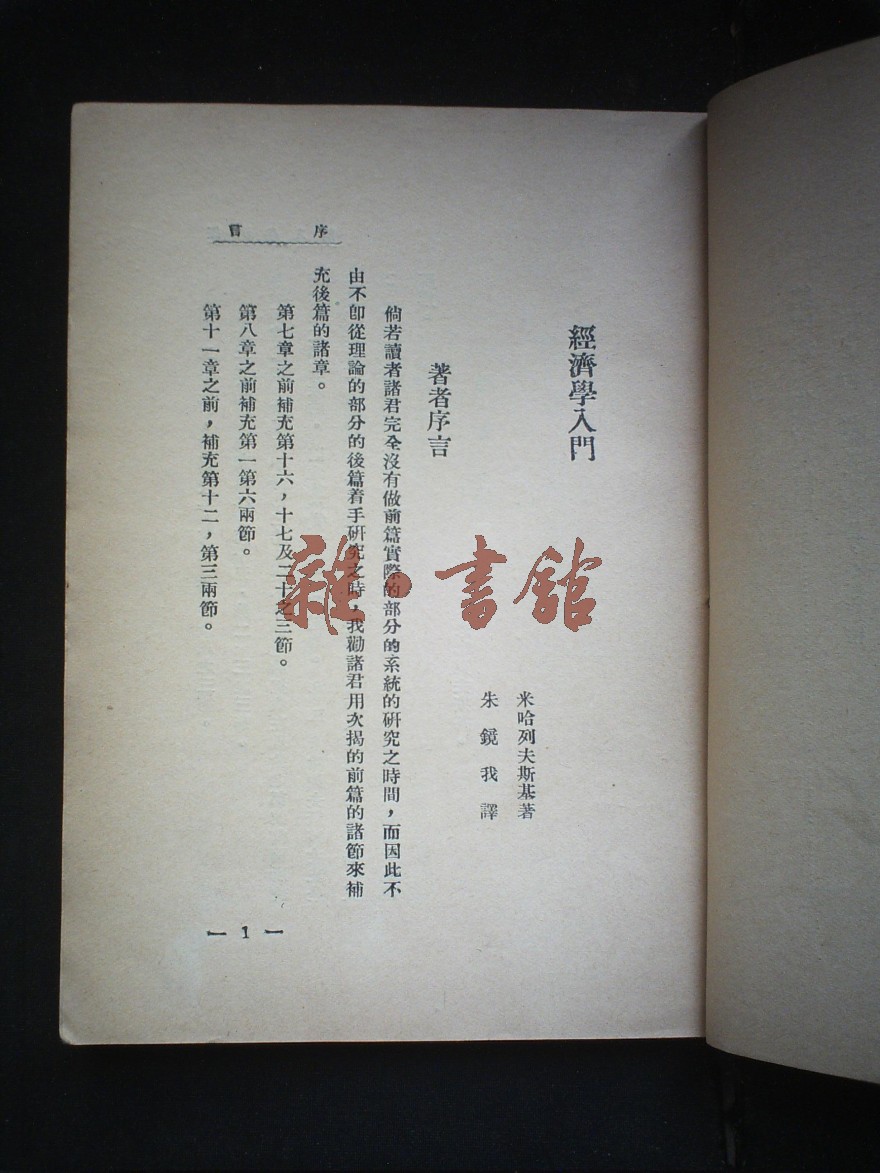 經濟學入門
米哈列夫斯基著
朱鏡我譯
著者序言
倘若讀者諸君完全沒有做前篇實際的部分的系統的研究之時間，而因此不
由不卽從理論的部分的後篇着手研究之時，我勸諸君用次揭的前篇的諸節來補
充後篇的諸章。
第七章之前補充第十六，十七及二十之三節。
第八章之前補充第一第六兩節。
第十一章之前，補充第十二，第三兩節。
序言
— 1 —
雜·書館